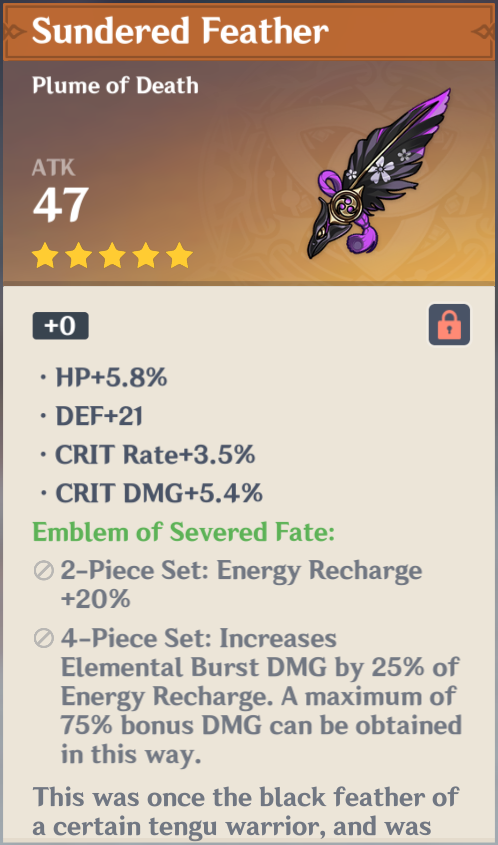 Sundered Feather
Plume of Death
ATK
47
+0
· HP+5.8%
· DEF+21
· CRIT Rate+3.5%
· CRIT DMG+5.4%
Emblem of Severed Fate:
2-Piece Set: Energy Recharge
+20%
4-Piece Set: Increases
Elemental Burst DMG by 25% of
Energy Recharge. A maximum of
75% bonus DMG can be obtained
in this way.
This was once the black feather of
a certain tengu warrior, and was